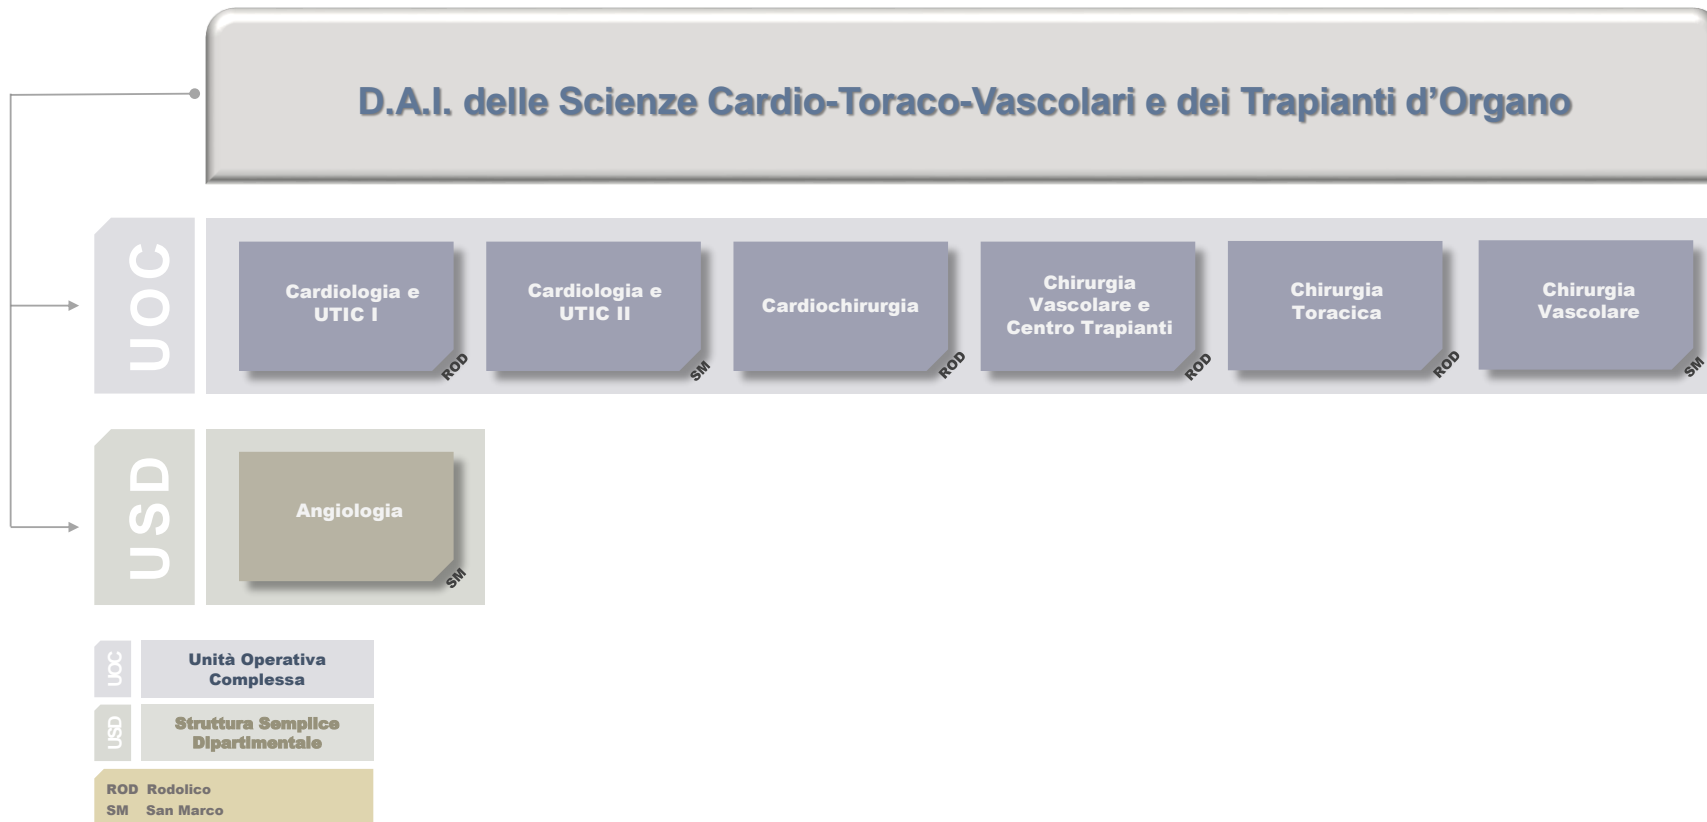 D.A.I. delle Scienze Cardio-Toraco-Vascolari e dei Trapianti d’Organo
UOC
Cardiologia e
UTIC I
ROD
Cardiologia e
UTIC II
SM
Cardiochirurgia
ROD
Chirurgia
Vascolare e
Centro Trapianti
ROD
Chirurgia
Toracica
ROD
Chirurgia
Vascolare
SM
USD
Angiologia
SM
UOC
Unità Operativa
Complessa
USD
Struttura Semplice
Dipartimentale
ROD Rodolico
SM San Marco